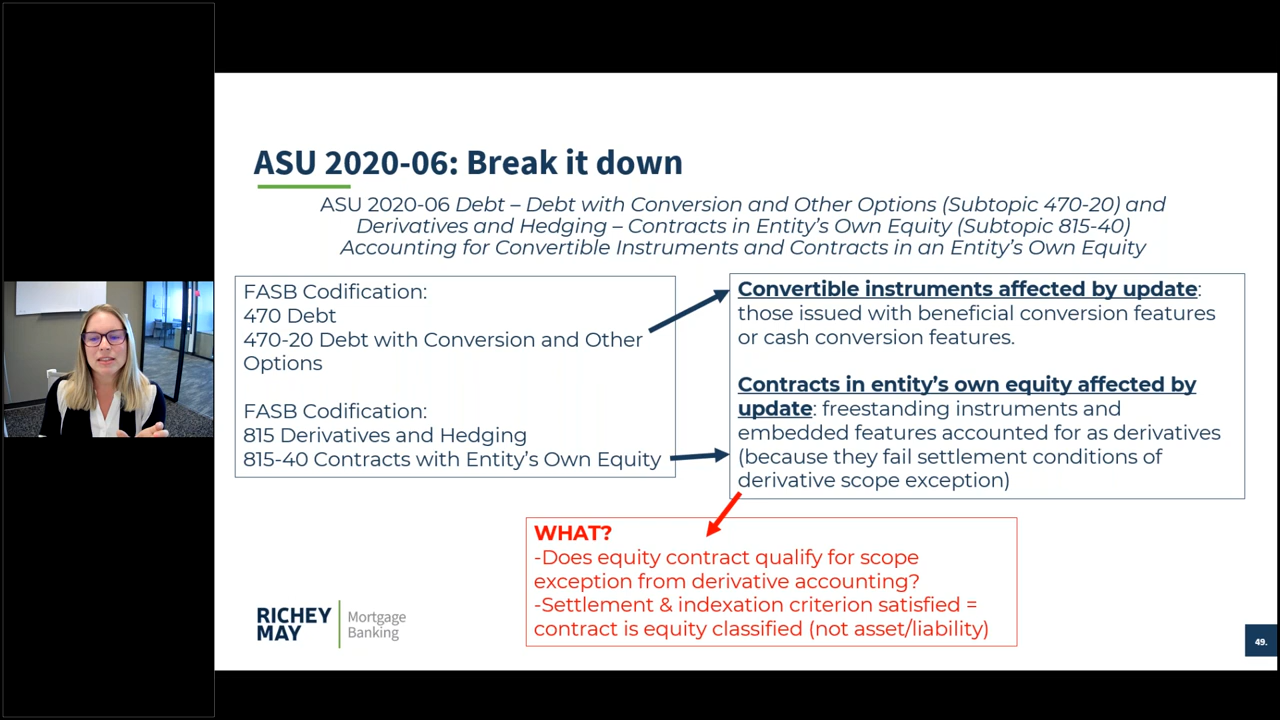 ASU 2020-06: Break it down
ASU 2020-06 Debt – Debt with Conversion and Other Options (Subtopic 470-20) and
Derivatives and Hedging – Contracts in Entity's Own Equity (Subtopic 815-40)
Accounting for Convertible Instruments and Contracts in an Entity's Own Equity
FASB Codification:
470 Debt
470-20 Debt with Conversion and Other
Options
FASB Codification:
815 Derivatives and Hedging
815-40 Contracts with Entity's Own Equity
Convertible instruments affected by update:
those issued with beneficial conversion features
or cash conversion features.
Contracts in entity's own equity affected by
update: freestanding instruments and
embedded features accounted for as derivatives
(because they fail settlement conditions of
derivative scope exception)
WHAT?
-Does equity contract qualify for scope
exception from derivative accounting?
-Settlement & indexation criterion satisfied =
contract is equity classified (not asset/liability)
RICHEY
MAY
Mortgage
Banking
49.